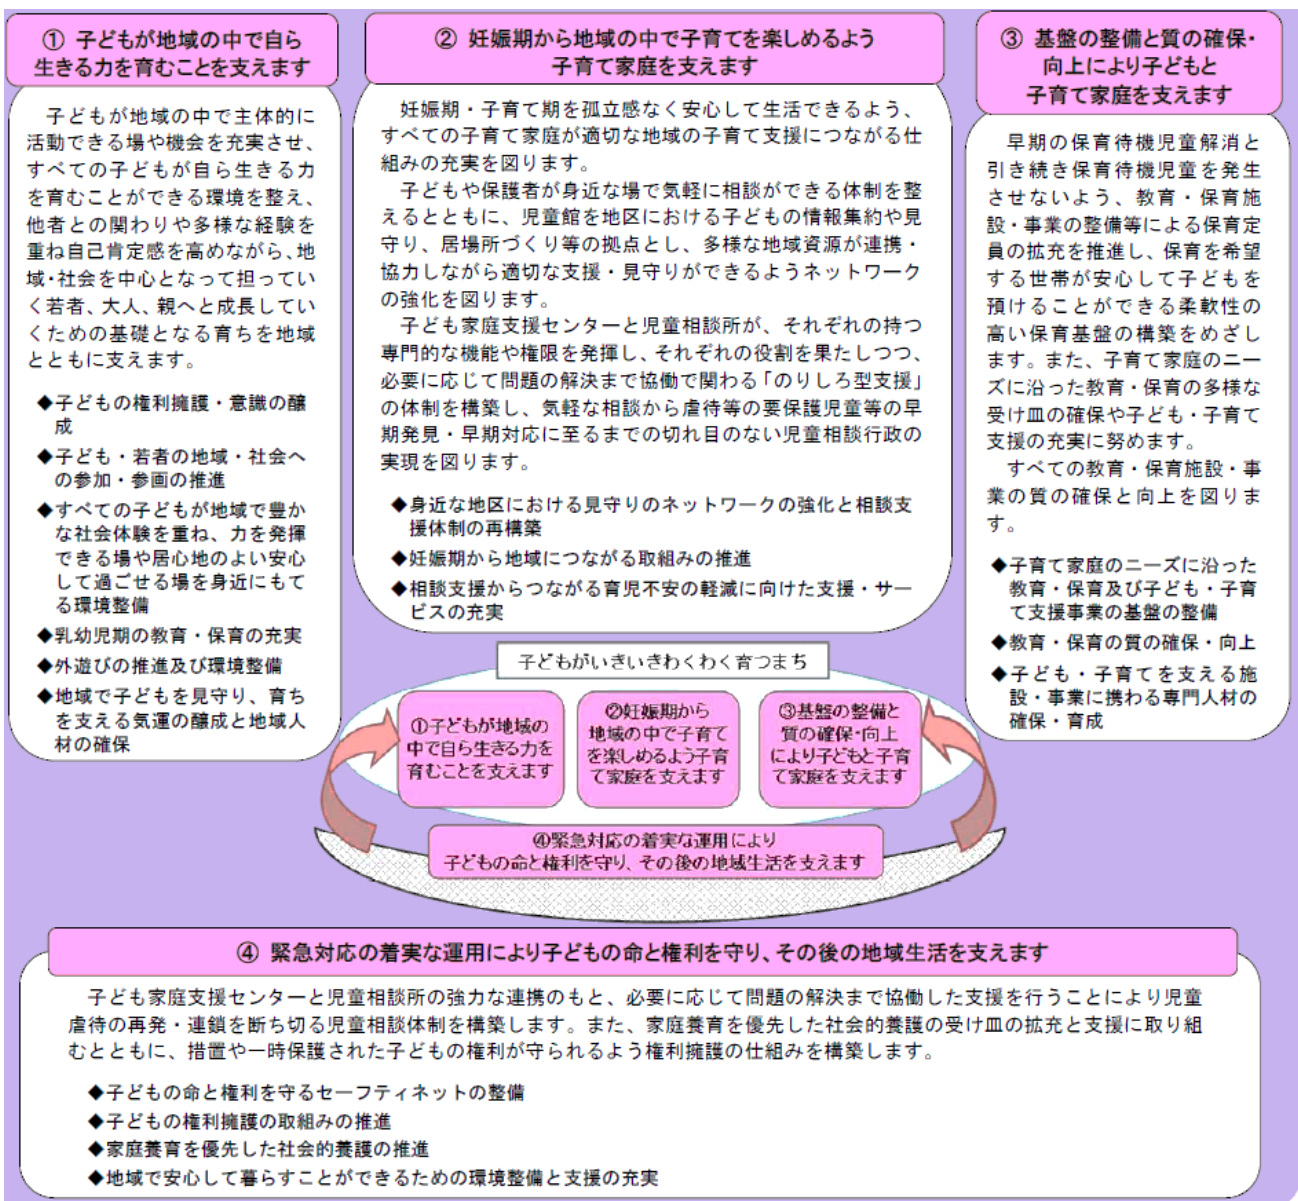 ① 子どもが地域の中で自ら
生きる力を育むことを支えます
子どもが地域の中で主体的に
活動できる場や機会を充実させ、
すべての子どもが自ら生きる力
を育むことができる環境を整え、
他者との関わりや多様な経験を
重ね自己肯定感を高めながら、地
域・社会を中心となって担ってい
く若者、大人、親へと成長してい
くための基礎となる育ちを地域
とともに支えます。
◆子どもの権利擁護・意識の醸
成
◆子ども・若者の地域・社会へ
の参加・参画の推進
◆すべての子どもが地域で豊か
な社会体験を重ね、力を発揮
できる場や居心地のよい安心
して過ごせる場を身近にもて
る環境整備
◆乳幼児期の教育・保育の充実
◆外遊びの推進及び環境整備
◆地域で子どもを見守り、育ち
を支える気運の醸成と地域人
材の確保
② 妊娠期から地域の中で子育てを楽しめるよう
子育て家庭を支えます
妊娠期・子育て期を孤立感なく安心して生活できるよう、
すべての子育て家庭が適切な地域の子育て支援につながる仕
組みの充実を図ります。
子どもや保護者が身近な場で気軽に相談ができる体制を整
えるとともに、児童館を地区における子どもの情報集約や見
守り、居場所づくり等の拠点とし、多様な地域資源が連携・
協力しながら適切な支援・見守りができるようネットワーク
の強化を図ります。
子ども家庭支援センターと児童相談所が、それぞれの持つ
専門的な機能や権限を発揮し、それぞれの役割を果たしつつ、
必要に応じて問題の解決まで協働で関わる「のりしろ型支援」
の体制を構築し、気軽な相談から虐待等の要保護児童等の早
期発見・早期対応に至るまでの切れ目のない児童相談行政の
実現を図ります。
◆身近な地区における見守りのネットワークの強化と相談支
援体制の再構築
◆妊娠期から地域につながる取組みの推進
◆相談支援からつながる育児不安の軽減に向けた支援・サー
ビスの充実
③ 基盤の整備と質の確保・
向上により子どもと
子育て家庭を支えます
早期の保育待機児童解消と
引き続き保育待機児童を発生
させないよう、教育・保育施
設・事業の整備等による保育定
員の拡充を推進し、保育を希望
する世帯が安心して子どもを
預けることができる柔軟性の
高い保育基盤の構築をめざし
ます。また、子育て家庭のニー
ズに沿った教育・保育の多様な
受け皿の確保や子ども・子育て
支援の充実に努めます。
すべての教育・保育施設・事
業の質の確保と向上を図りま
す。
◆子育て家庭のニーズに沿った
教育・保育及び子ども・子育
て支援事業の基盤の整備
◆教育・保育の質の確保・向上
◆子ども・子育てを支える施
設・事業に携わる専門人材の
確保・育成
子どもがいきいきわくわく育つまち
①子どもが地域の
中で自ら生きる力を
育むことを支えます
②妊娠期から
地域の中で子育て
を楽しめるよう子育
て家庭を支えます
③基盤の整備と
質の確保・向上
により子どもと子育
て家庭を支えます
④緊急対応の着実な運用により
子どもの命と権利を守り、その後の地域生活を支えます
④ 緊急対応の着実な運用により子どもの命と権利を守り、その後の地域生活を支えます
子ども家庭支援センターと児童相談所の強力な連携のもと、必要に応じて問題の解決まで協働した支援を行うことにより児童
虐待の再発・連鎖を断ち切る児童相談体制を構築します。また、家庭養育を優先した社会的養護の受け皿の拡充と支援に取り組
むとともに、措置や一時保護された子どもの権利が守られるよう権利擁護の仕組みを構築します。
◆子どもの命と権利を守るセーフティネットの整備
◆子どもの権利擁護の取組みの推進
◆家庭養育を優先した社会的養護の推進
◆地域で安心して暮らすことができるための環境整備と支援の充実